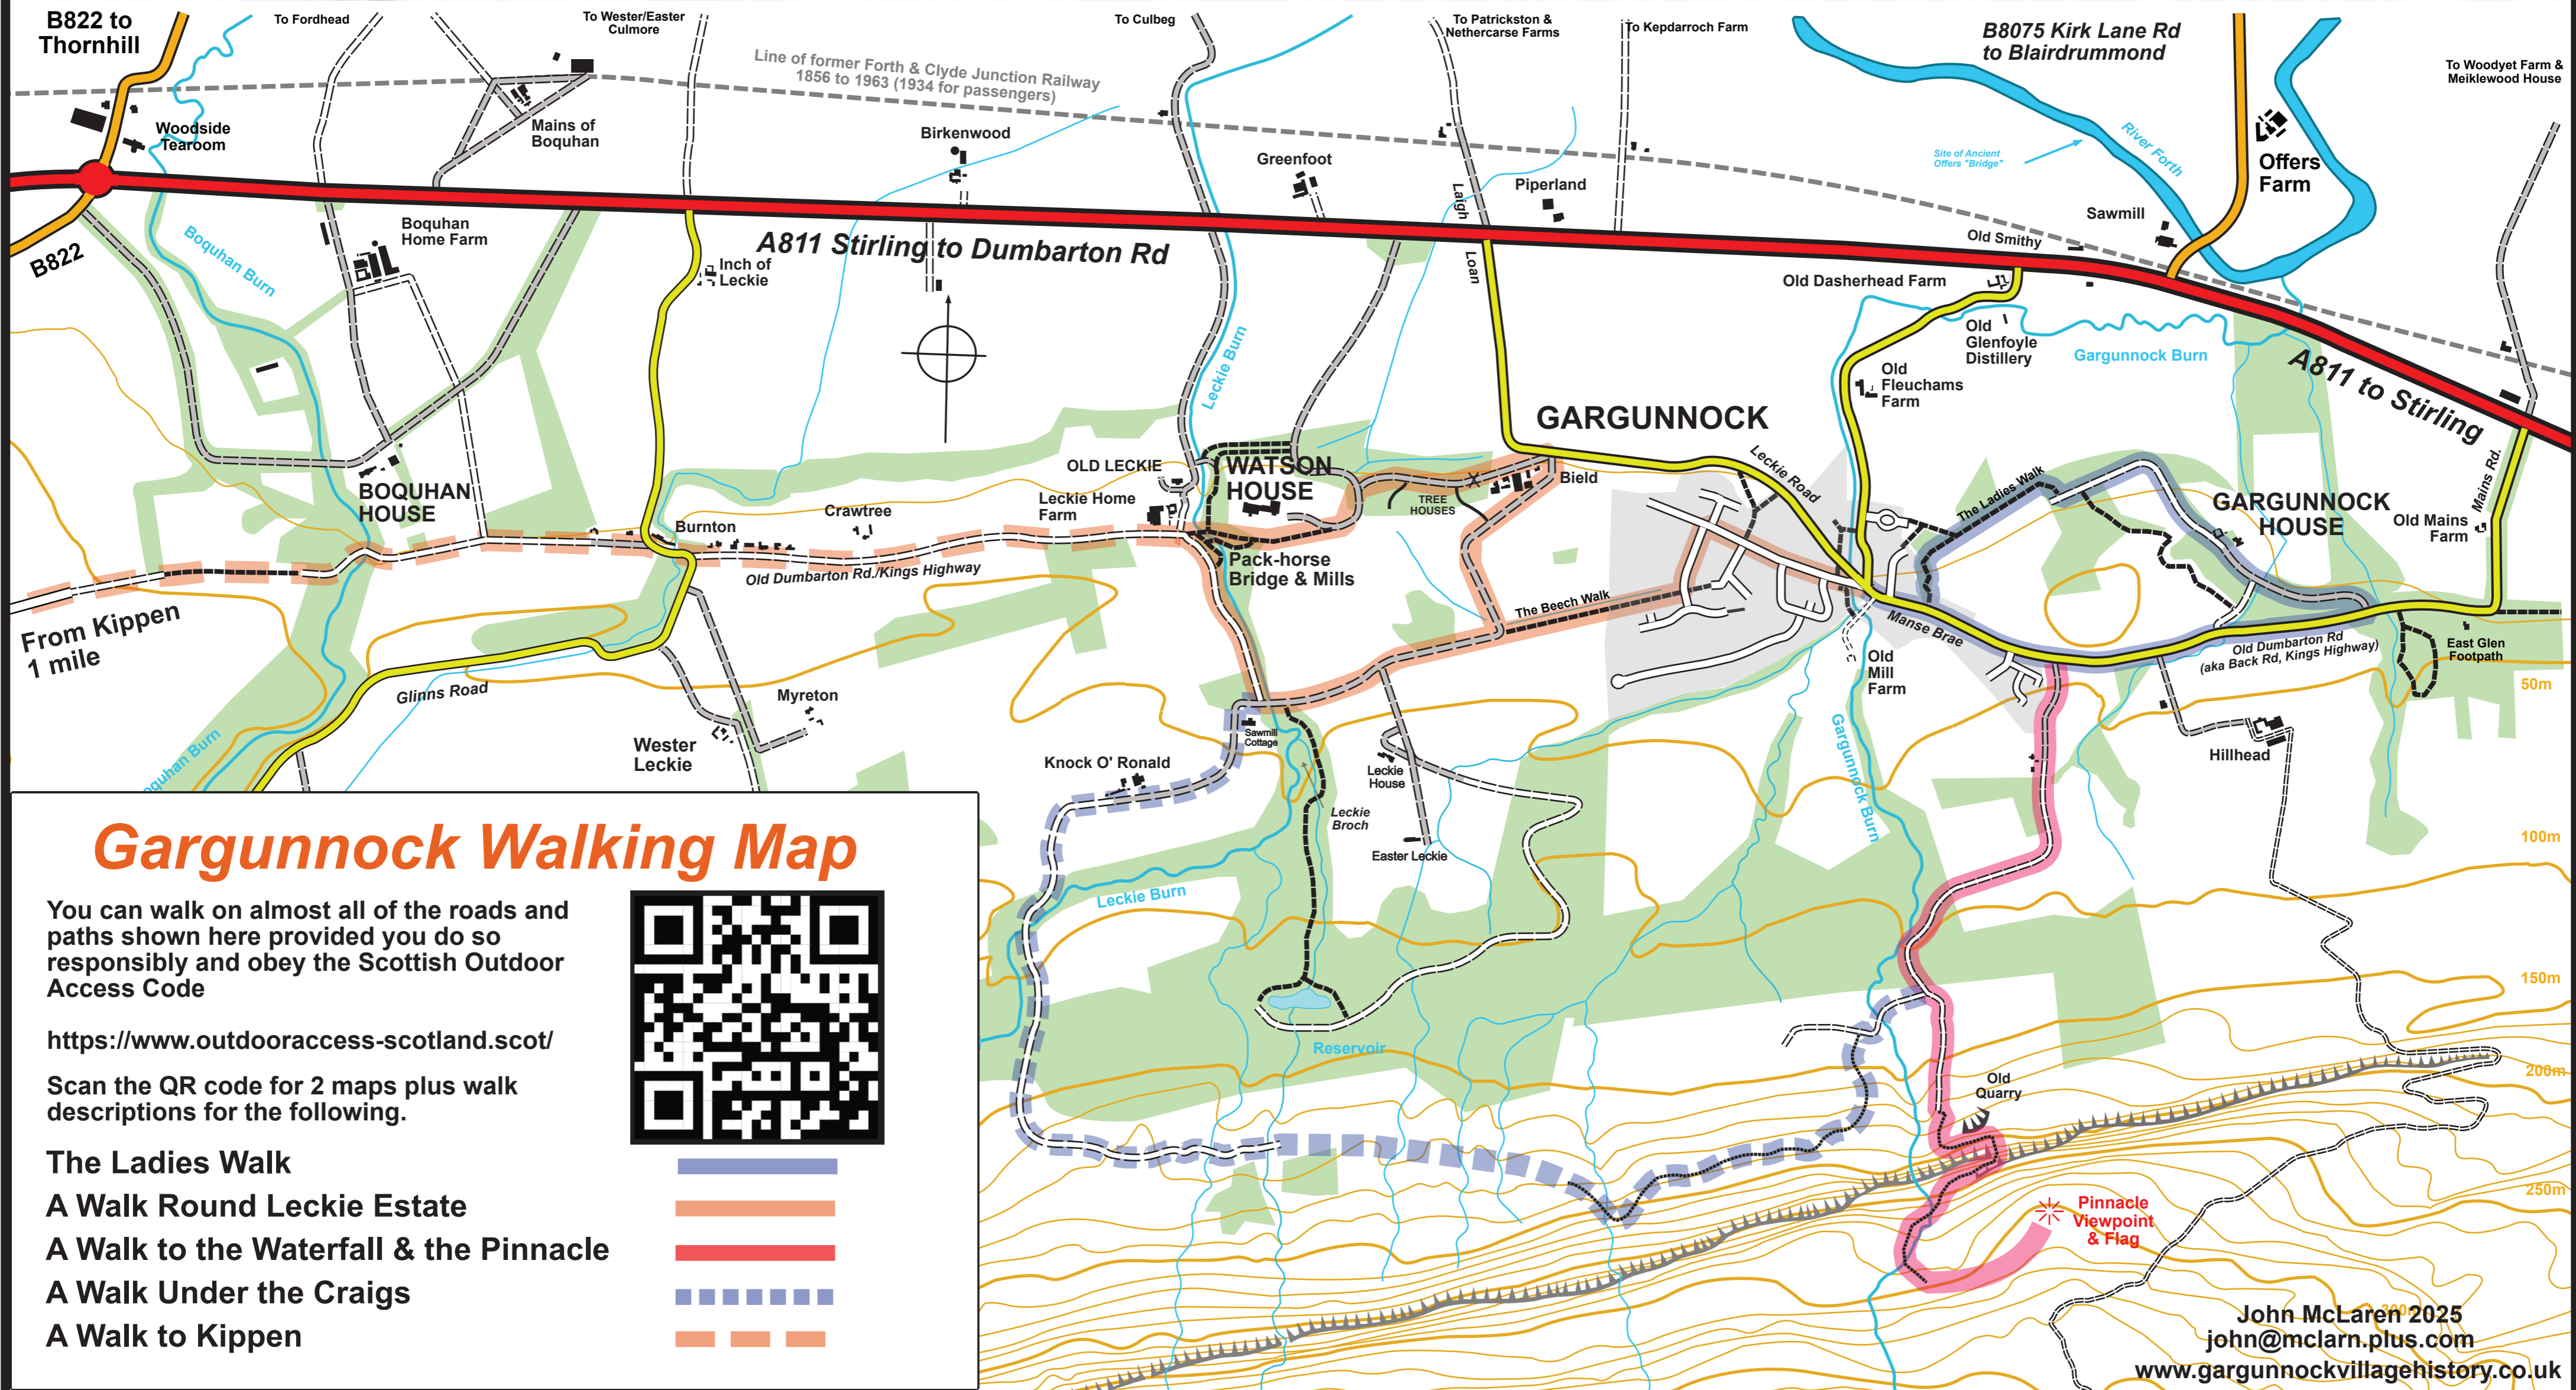 B822 to
Thornhill
To Fordhead
To Wester/Easter
Culmore
To Culbeg
To Patrickston &
Nethercarse Farms
To Kepdarroch Farm
B8075 Kirk Lane Rd
to Blairdrummond
To Woodyet Farm &
Meiklewood House
Line of former Forth & Clyde Junction Railway
1856 to 1963 (1934 for passengers)
Woodside
Tearoom
Mains of
Boquhan
Birkenwood
Greenfoot
Piperland
Laigh
Loan
Site of Ancient
Offers "Bridge"
River Forth
Offers
Farm
Sawmill
Old Smithy
B822
Boquhan Burn
Boquhan
Home Farm
Inch of
Leckie
A811 Stirling to Dumbarton Rd
Leckie Burn
Old Dasherhead Farm
Old
Glenfoyle
Distillery
Gargunnock Burn
A811 to Stirling
Old
Fleuchams
Farm
GARGUNNOCK
Leckie Road
OLD LECKIE
WATSON
HOUSE
Leckie Home
Farm
TREE
HOUSES
X
Bield
The Ladies Walk
GARGUNNOCK
HOUSE
Mains Rd.
Old Mains
Farm
BOQUHAN
HOUSE
Burnton
Crawtree
Old Dumbarton Rd./Kings Highway
Pack-horse
Bridge & Mills
The Beech Walk
Manse Brae
Old
Mill
Farm
Old Dumbarton Rd
(aka Back Rd, Kings Highway)
East Glen
Footpath
50m
From Kippen
1 mile
Glinns Road
Myreton
Wester
Leckie
Boquhan Burn
Sawmill
Cottage
Knock O' Ronald
Leckie
House
Leckie
Broch
Easter Leckie
Gargunnock Burn
Hillhead
100m
Leckie Burn
150m
Reservoir
Old
Quarry
200m
250m
Pinnacle
Viewpoint
& Flag
300m
Gargunnock Walking Map
You can walk on almost all of the roads and
paths shown here provided you do so
responsibly and obey the Scottish Outdoor
Access Code
https://www.outdooraccess-scotland.scot/
Scan the QR code for 2 maps plus walk
descriptions for the following.
The Ladies Walk
A Walk Round Leckie Estate
A Walk to the Waterfall & the Pinnacle
A Walk Under the Craigs
A Walk to Kippen
John McLaren 2025
john@mclarn.plus.com
www.gargunnockvillagehistory.co.uk